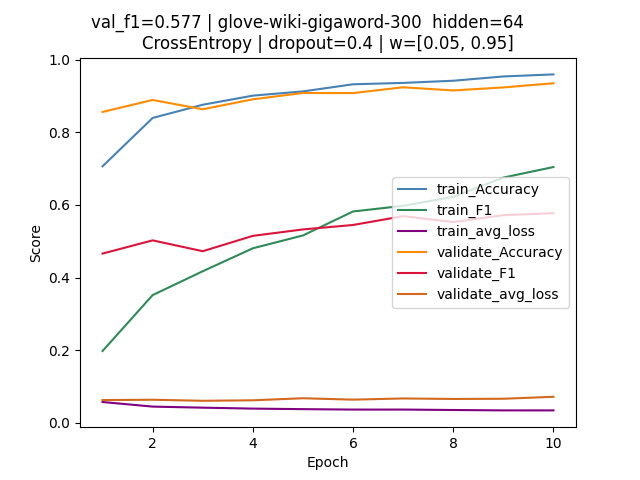 val_f1=0.577 | glove-wiki-gigaword-300 hidden=64
CrossEntropy | dropout=0.4 | w=[0.05, 0.95]
1.0
0.8
0.6
0.4
0.2
0.0
Score
train_Accuracy
train_F1
train_avg_loss
validate_Accuracy
validate_F1
validate_avg_loss
2 4 6 8 10
Epoch